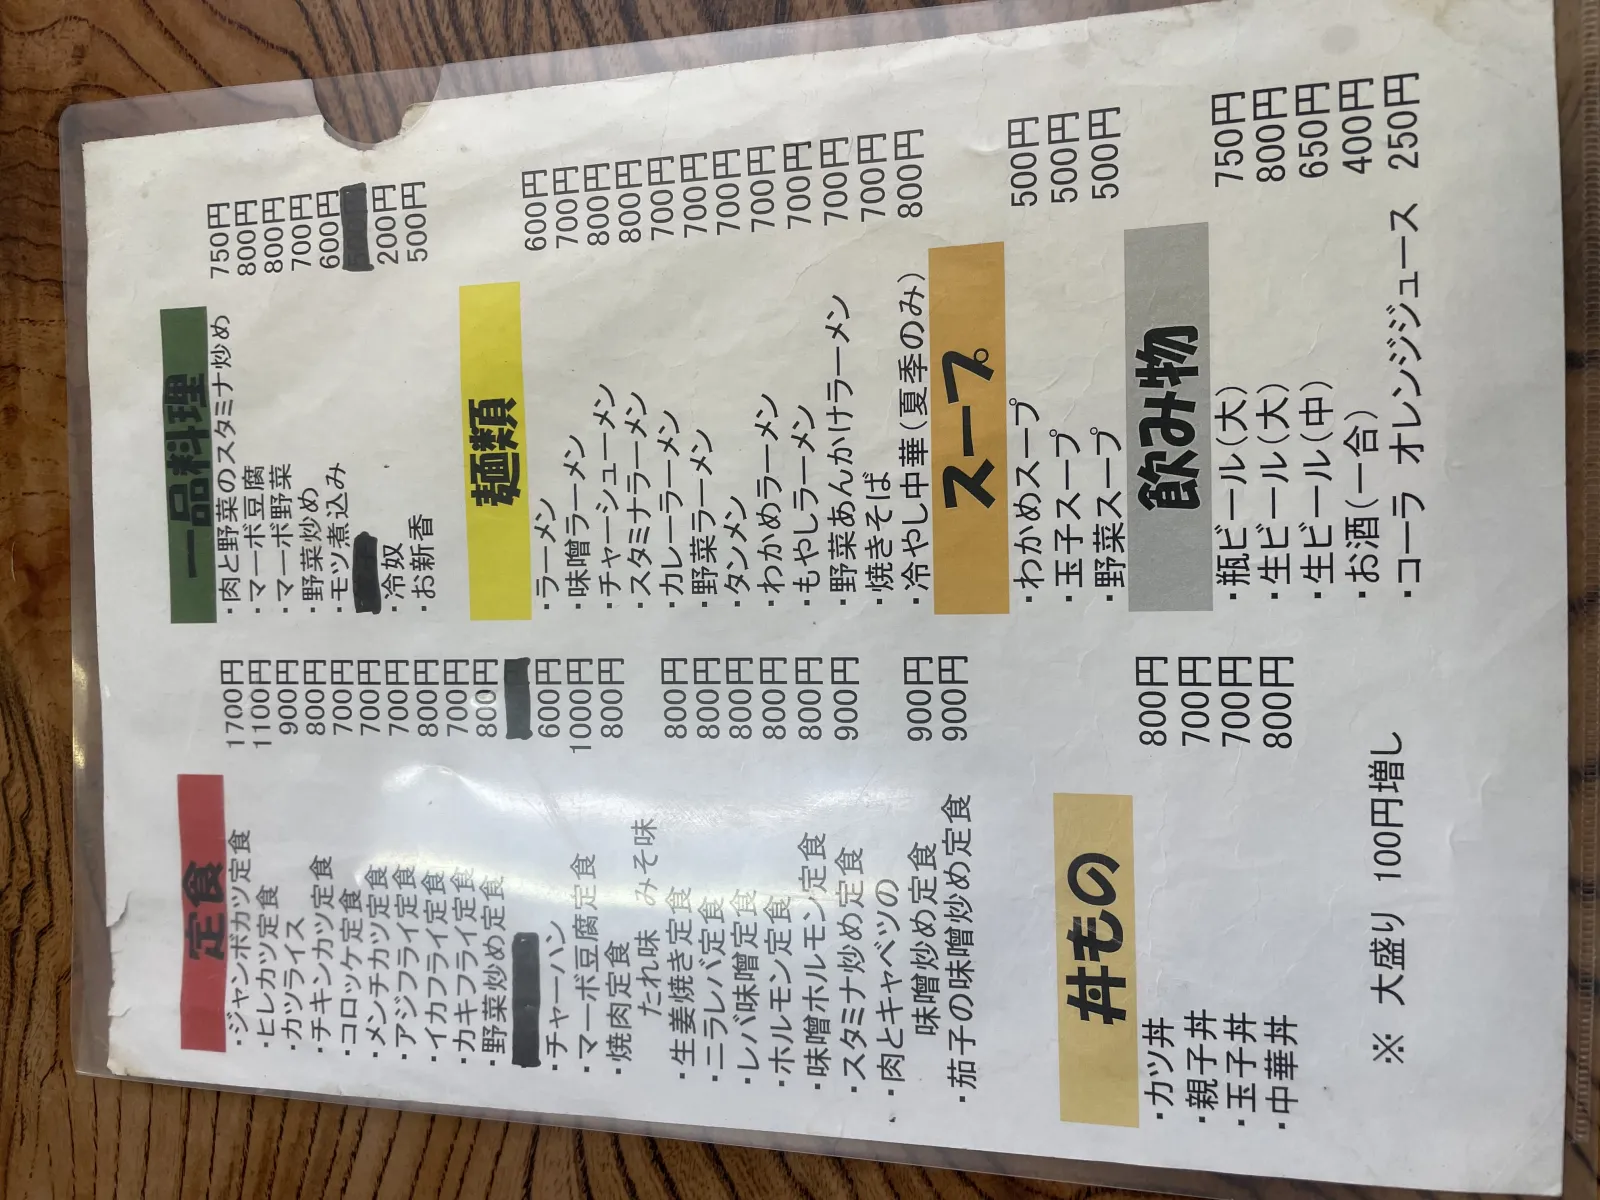 定食
・ジャンボカツ定食 1700円
・ヒレカツ定食 1100円
・カツライス 900円
・チキンカツ定食 800円
・コロッケ定食 700円
・メンチカツ定食 700円
・アジフライ定食 700円
・イカフライ定食 800円
・カキフライ定食 700円
・野菜炒め定食 800円
・チャーハン 600円
・マーボ豆腐定食 1000円
・焼肉定食 800円
たれ味 みそ味
・生姜焼き定食 800円
・ニラレバ定食 800円
・レバ味噌定食 800円
・ホルモン定食 800円
・味噌ホルモン定食 800円
・スタミナ炒め定食 900円
・肉とキャベツの
味噌炒め定食 900円
・茄子の味噌炒め定食 900円
丼もの
・カツ丼 800円
・親子丼 700円
・玉子丼 700円
・中華丼 800円
※ 大盛り 100円増し
一品料理
・肉と野菜のスタミナ炒め 750円
・マーボ豆腐 800円
・マーボ野菜 800円
・野菜炒め 700円
・モツ煮込み 600円
・冷奴 200円
・お新香 500円
麺類
・ラーメン 600円
・味噌ラーメン 700円
・チャーシューメン 800円
・スタミナラーメン 800円
・カレーラーメン 700円
・野菜ラーメン 700円
・タンメン 700円
・わかめラーメン 700円
・もやしラーメン 700円
・野菜あんかけラーメン 700円
・焼きそば 700円
・冷やし中華(夏季のみ) 800円
スープ
・わかめスープ 500円
・玉子スープ 500円
・野菜スープ 500円
飲み物
・瓶ビール(大) 750円
・生ビール(大) 800円
・生ビール(中) 650円
・お酒(一合) 400円
・コーラ オレンジジュース 250円